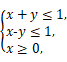 x + y ≤ 1,
x-y ≤ 1,
x ≥ 0,